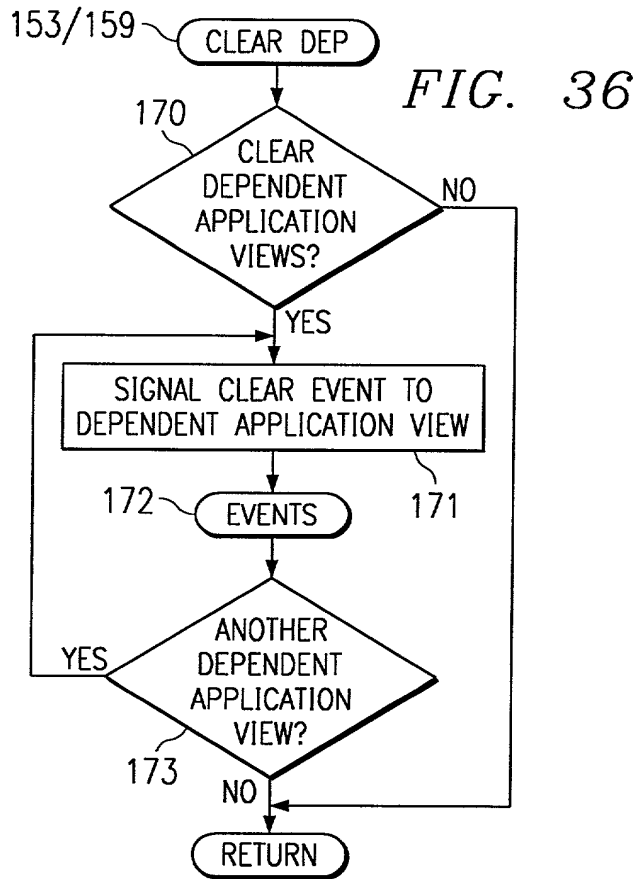 153/159
CLEAR DEP
FIG. 36
170
CLEAR
DEPENDENT
APPLICATION
VIEWS?
NO
YES
SIGNAL CLEAR EVENT TO
DEPENDENT APPLICATION VIEW
172
EVENTS
171
ANOTHER
DEPENDENT
APPLICATION
VIEW?
YES
173
NO
RETURN